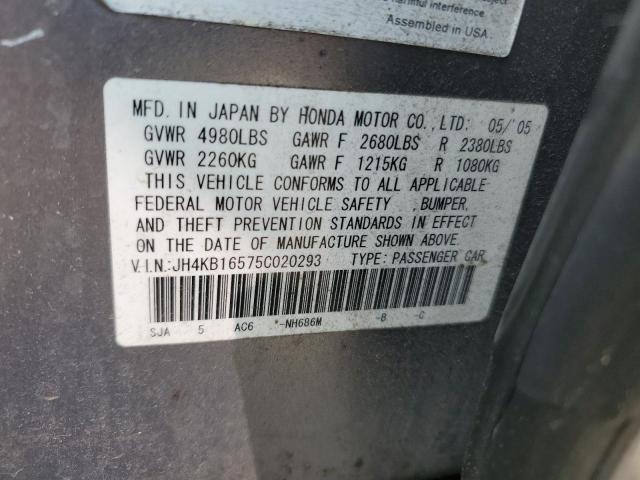 harmful interference
Assembled in USA.
MFD. IN JAPAN BY HONDA MOTOR CO.,LTD: 05/'05
GVWR 4980LBS GAWR F 2680LBS R 2380LBS
GVWR 2260KG GAWR F 1215KG R 1080KG
THIS VEHICLE CONFORMS TO ALL APPLICABLE
FEDERAL MOTOR VEHICLE SAFETY ,BUMPER,
AND THEFT PREVENTION STANDARDS IN EFFECT
ON THE DATE OF MANUFACTURE SHOWN ABOVE.
V.I.N.:JH4KB16575C020293 TYPE: PASSENGER CAR
SJA 5 AC6 *-NH686M -B -C